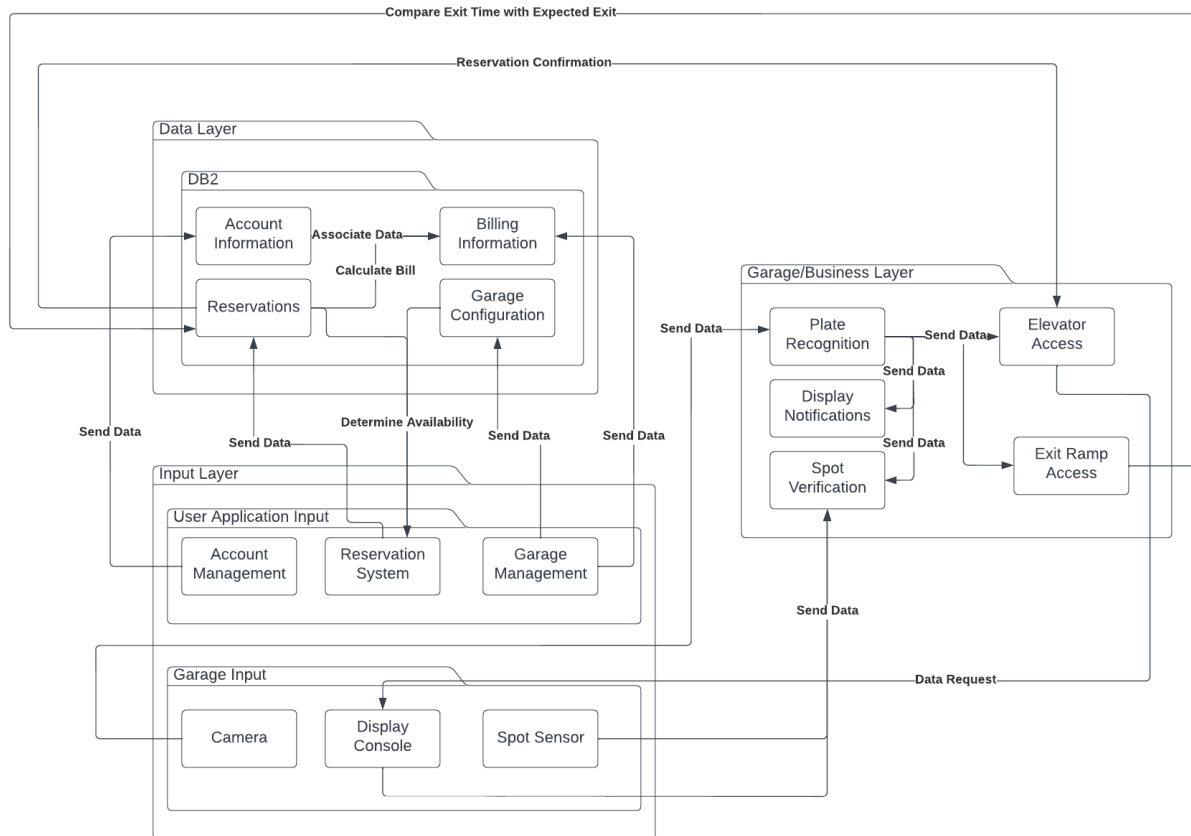 Compare Exit Time with Expected Exit
Reservation Confirmation
Data Layer
DB2
Account
Information
Associate Data
Billing
Information
Calculate Bill
Reservations
Garage
Configuration
Send Data
Send Data
Determine Availability
Send Data
Send Data
Input Layer
User Application Input
Account
Management
Reservation
System
Garage
Management
Garage Input
Camera
Display
Console
Spot Sensor
Garage/Business Layer
Send Data
Plate
Recognition
Send Data
Elevator
Access
Send Data
Display
Notifications
Send Data
Spot
Verification
Exit Ramp
Access
Send Data
Data Request